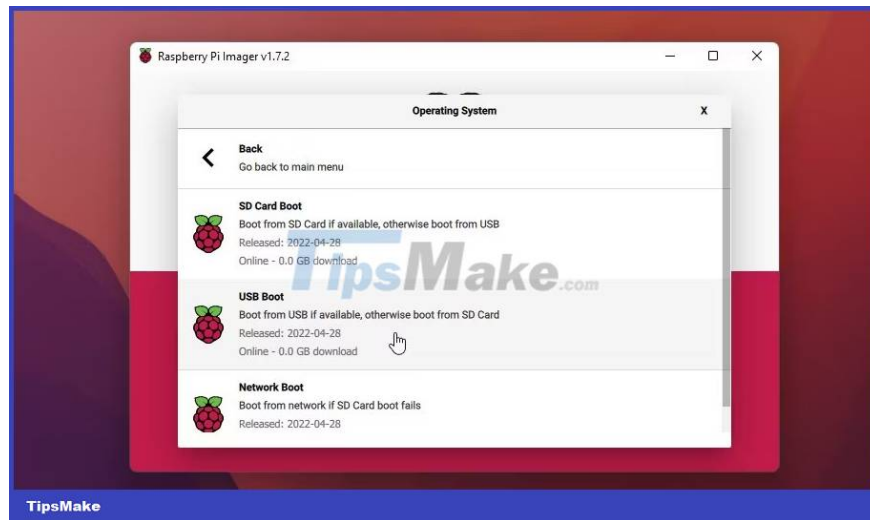 Raspberry Pi Imager v1.7.2
Operating System
X
Back
Go back to main menu
SD Card Boot
Boot from SD Card if available, otherwise boot from USB
Released: 2022-04-28
Online - 0.0 GB download
TipsMake.com
USB Boot
Boot from USB if available, otherwise boot from SD Card
Released: 2022-04-28
Online - 0.0 GB download
Network Boot
Boot from network if SD Card boot fails
Released: 2022-04-28
TipsMake